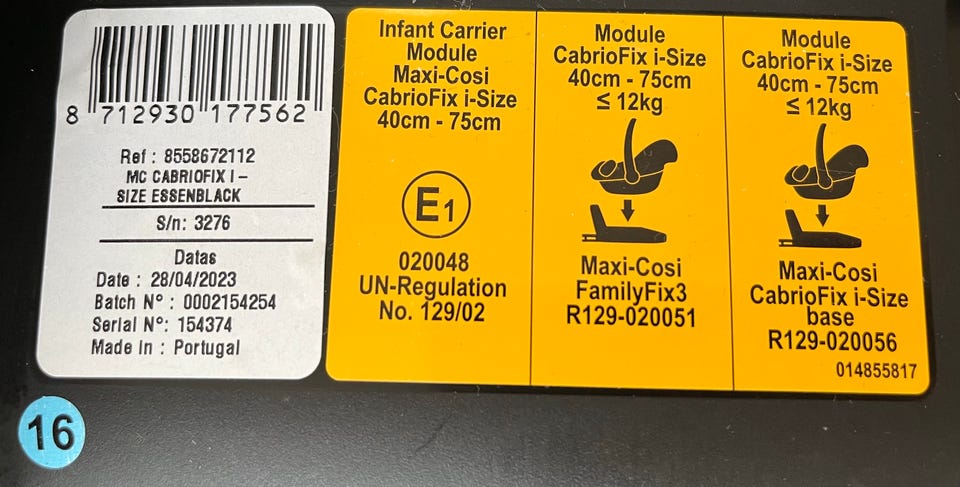 8 712930 177562
Ref : 8558672112
MC CABRIOFIX I -
SIZE ESSENBLACK
S/n: 3276
Datas
Date : 28/04/2023
Batch N° : 0002154254
Serial N°: 154374
Made In : Portugal
16
Infant Carrier
Module
Maxi-Cosi
CabrioFix i-Size
40cm - 75cm
E1
020048
UN-Regulation
No. 129/02
Module
CabrioFix i-Size
40cm - 75cm
≤ 12kg
Maxi-Cosi
FamilyFix3
R129-020051
Module
CabrioFix i-Size
40cm - 75cm
≤ 12kg
Maxi-Cosi
CabrioFix i-Size
base
R129-020056
014855817